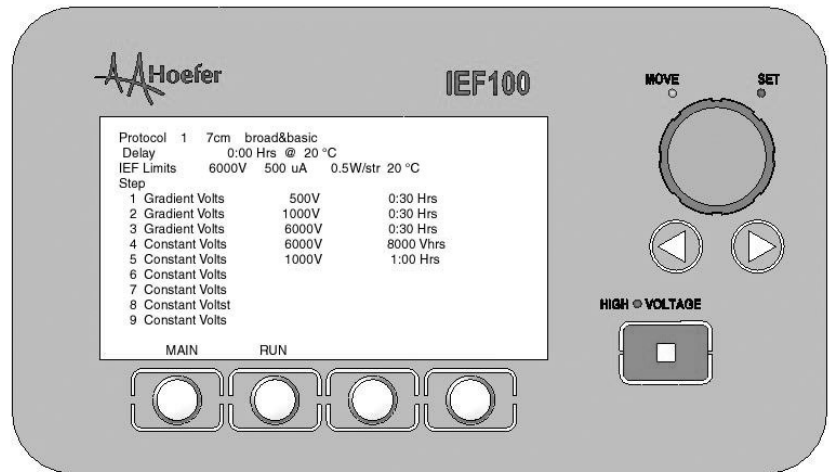 Hoefer
IEF100
MOVE SET
Protocol 1 7cm broad&basic
Delay 0:00 Hrs @ 20 °C
IEF Limits 6000V 500 uA 0.5W/str 20 °C
Step
1 Gradient Volts 500V 0:30 Hrs
2 Gradient Volts 1000V 0:30 Hrs
3 Gradient Volts 6000V 0:30 Hrs
4 Constant Volts 6000V 8000 Vhrs
5 Constant Volts 1000V 1:00 Hrs
6 Constant Volts
7 Constant Volts
8 Constant Voltst
9 Constant Volts
MAIN RUN
HIGH VOLTAGE